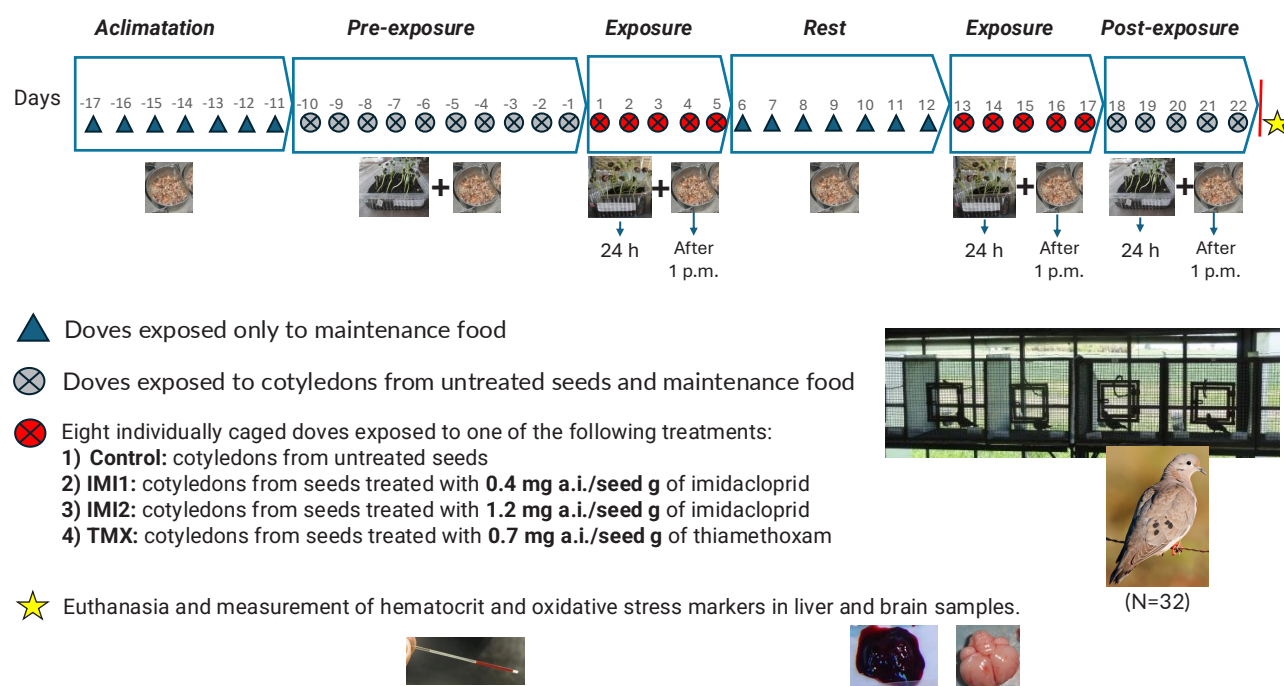 Aclimatation Pre-exposure Exposure Rest Exposure Post-exposure
Days -17 -16 -15 -14 -13 -12 -11 -10 -9 -8 -7 -6 -5 -4 -3 -2 -1 1 2 3 4 5 6 7 8 9 10 11 12 13 14 15 16 17 18 19 20 21 22
+ + + +
24 h After 1 p.m. 24 h After 1 p.m. 24 h After 1 p.m.
Doves exposed only to maintenance food
Doves exposed to cotyledons from untreated seeds and maintenance food
Eight individually caged doves exposed to one of the following treatments:
1) Control: cotyledons from untreated seeds
2) IMI1: cotyledons from seeds treated with 0.4 mg a.i./seed g of imidacloprid
3) IMI2: cotyledons from seeds treated with 1.2 mg a.i./seed g of imidacloprid
4) TMX: cotyledons from seeds treated with 0.7 mg a.i./seed g of thiamethoxam
(N=32)
Euthanasia and measurement of hematocrit and oxidative stress markers in liver and brain samples.